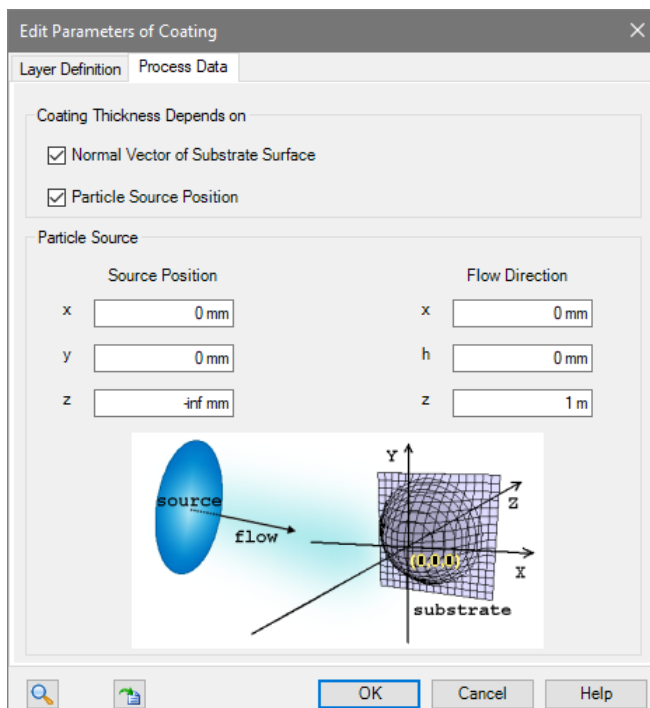 Edit Parameters of Coating
Layer Definition Process Data
Coating Thickness Depends on
Normal Vector of Substrate Surface
Particle Source Position
Particle Source
Source Position Flow Direction
x 0 mm x 0 mm
y 0 mm h 0 mm
z -inf mm z 1 m
Y
source
Z
flow
(0,0,0)
X
substrate
OK Cancel Help